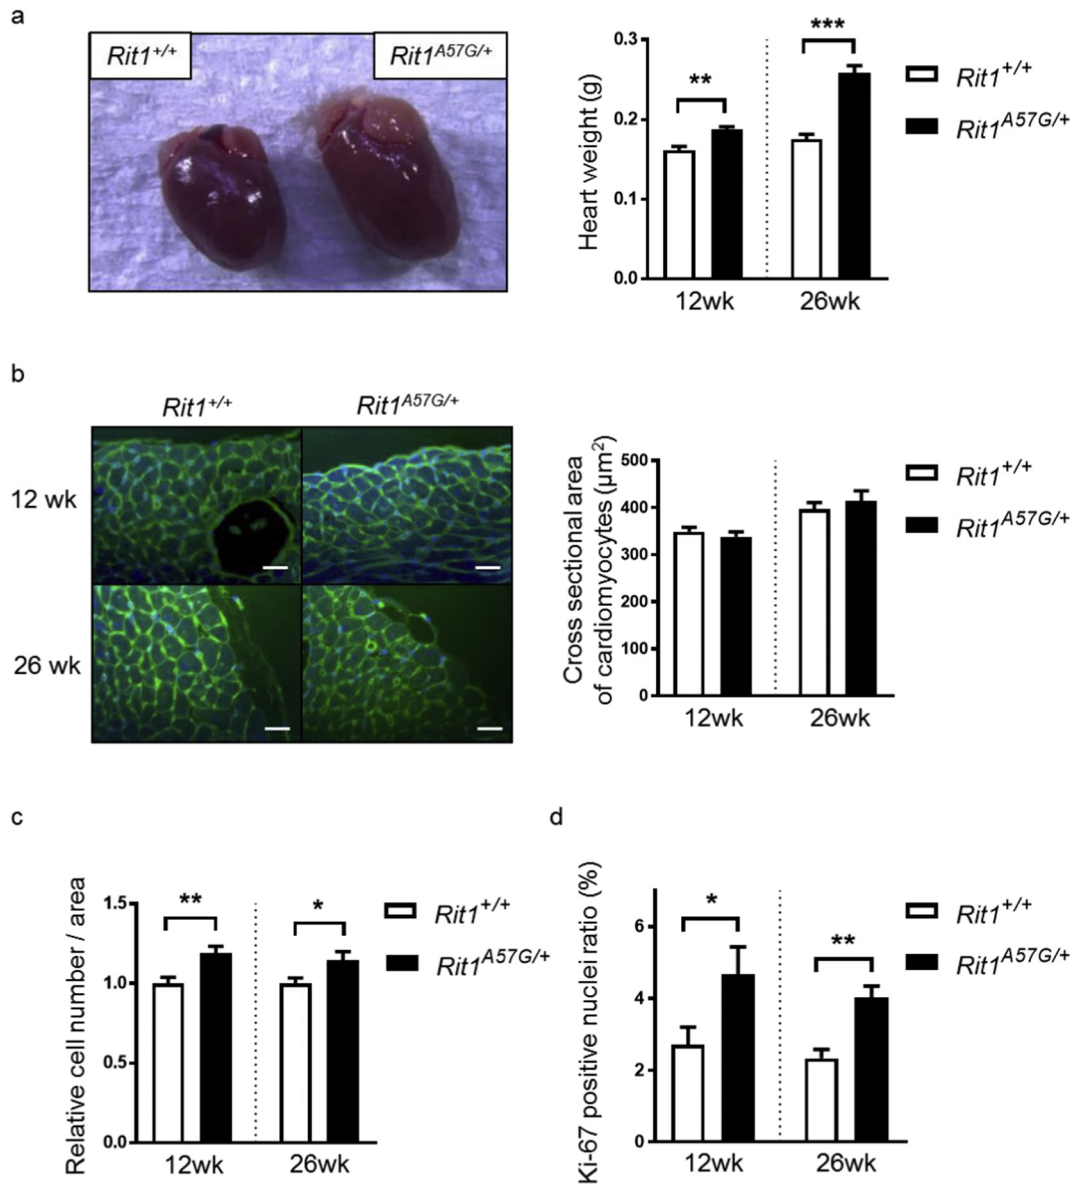 a
Rit1+/+
Rit1A57G/+
Heart weight (g)
0.3
0.2
0.1
0.0
**
***
12wk
26wk
Rit1+/+
Rit1A57G/+
b
Rit1+/+
Rit1A57G/+
12 wk
26 wk
Cross sectional area
of cardiomyocytes (µm2)
500
400
300
200
100
0
12wk
26wk
Rit1+/+
Rit1A57G/+
c
Relative cell number / area
1.5
1.0
0.5
0.0
**
*
12wk
26wk
Rit1+/+
Rit1A57G/+
d
Ki-67 positive nuclei ratio (%)
6
4
2
0
*
**
12wk
26wk
Rit1+/+
Rit1A57G/+